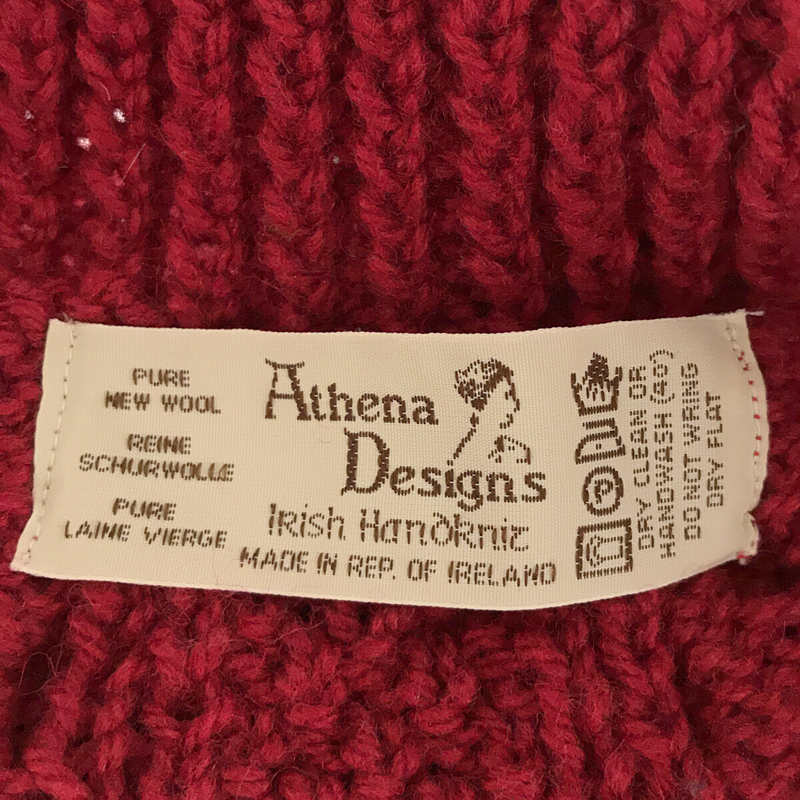 PURE
NEW WOOL
REINE
SCHURWOLLE
PURE
LAINE VIERGE
Athena
Designs
Irish Handknit
MADE IN REP. OF IRELAND
DRY CLEAN OR
HANDWASH (40)
DO NOT WRING
DRY FLAT
P